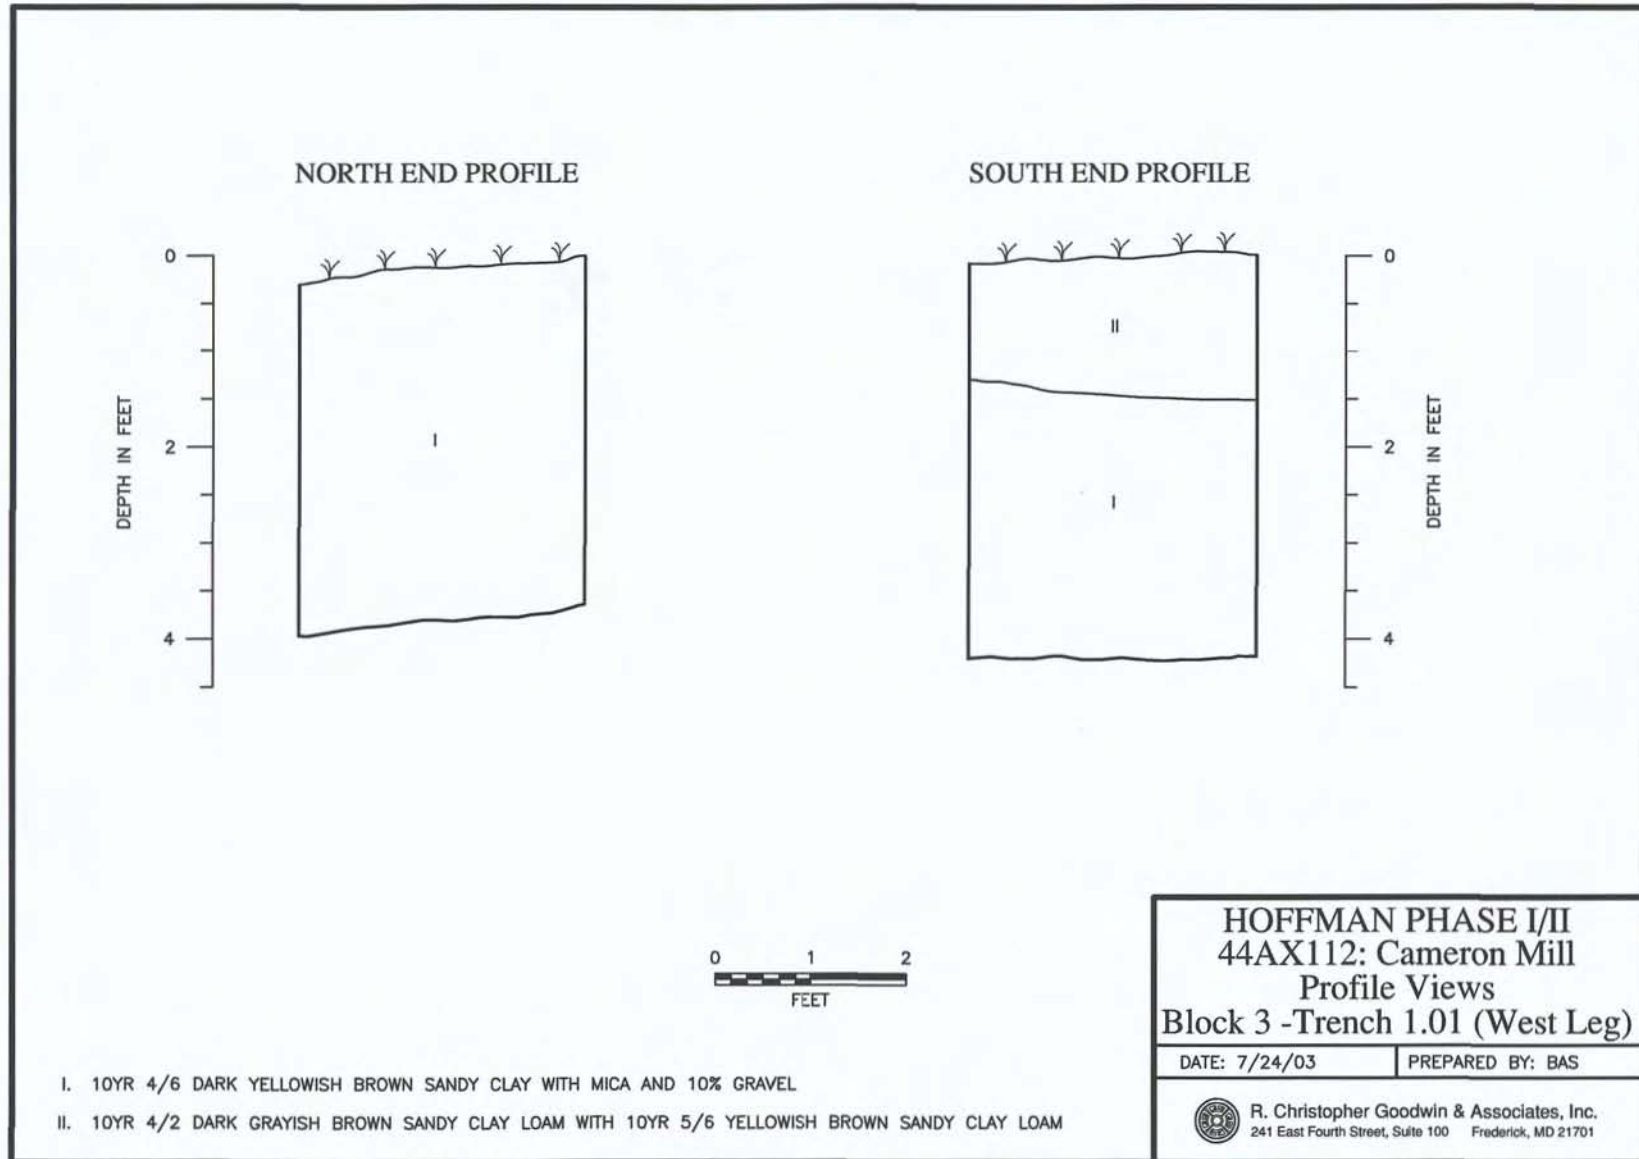 NORTH END PROFILE
SOUTH END PROFILE
0
2
4
DEPTH IN FEET
I
II
I
0
2
4
DEPTH IN FEET
0 1 2
FEET
I. 10YR 4/6 DARK YELLOWISH BROWN SANDY CLAY WITH MICA AND 10% GRAVEL
II. 10YR 4/2 DARK GRAYISH BROWN SANDY CLAY LOAM WITH 10YR 5/6 YELLOWISH BROWN SANDY CLAY LOAM
HOFFMAN PHASE I/II
44AX112: Cameron Mill
Profile Views
Block 3 -Trench 1.01 (West Leg)
DATE: 7/24/03
PREPARED BY: BAS
R. Christopher Goodwin & Associates, Inc.
241 East Fourth Street, Suite 100 Frederick, MD 21701